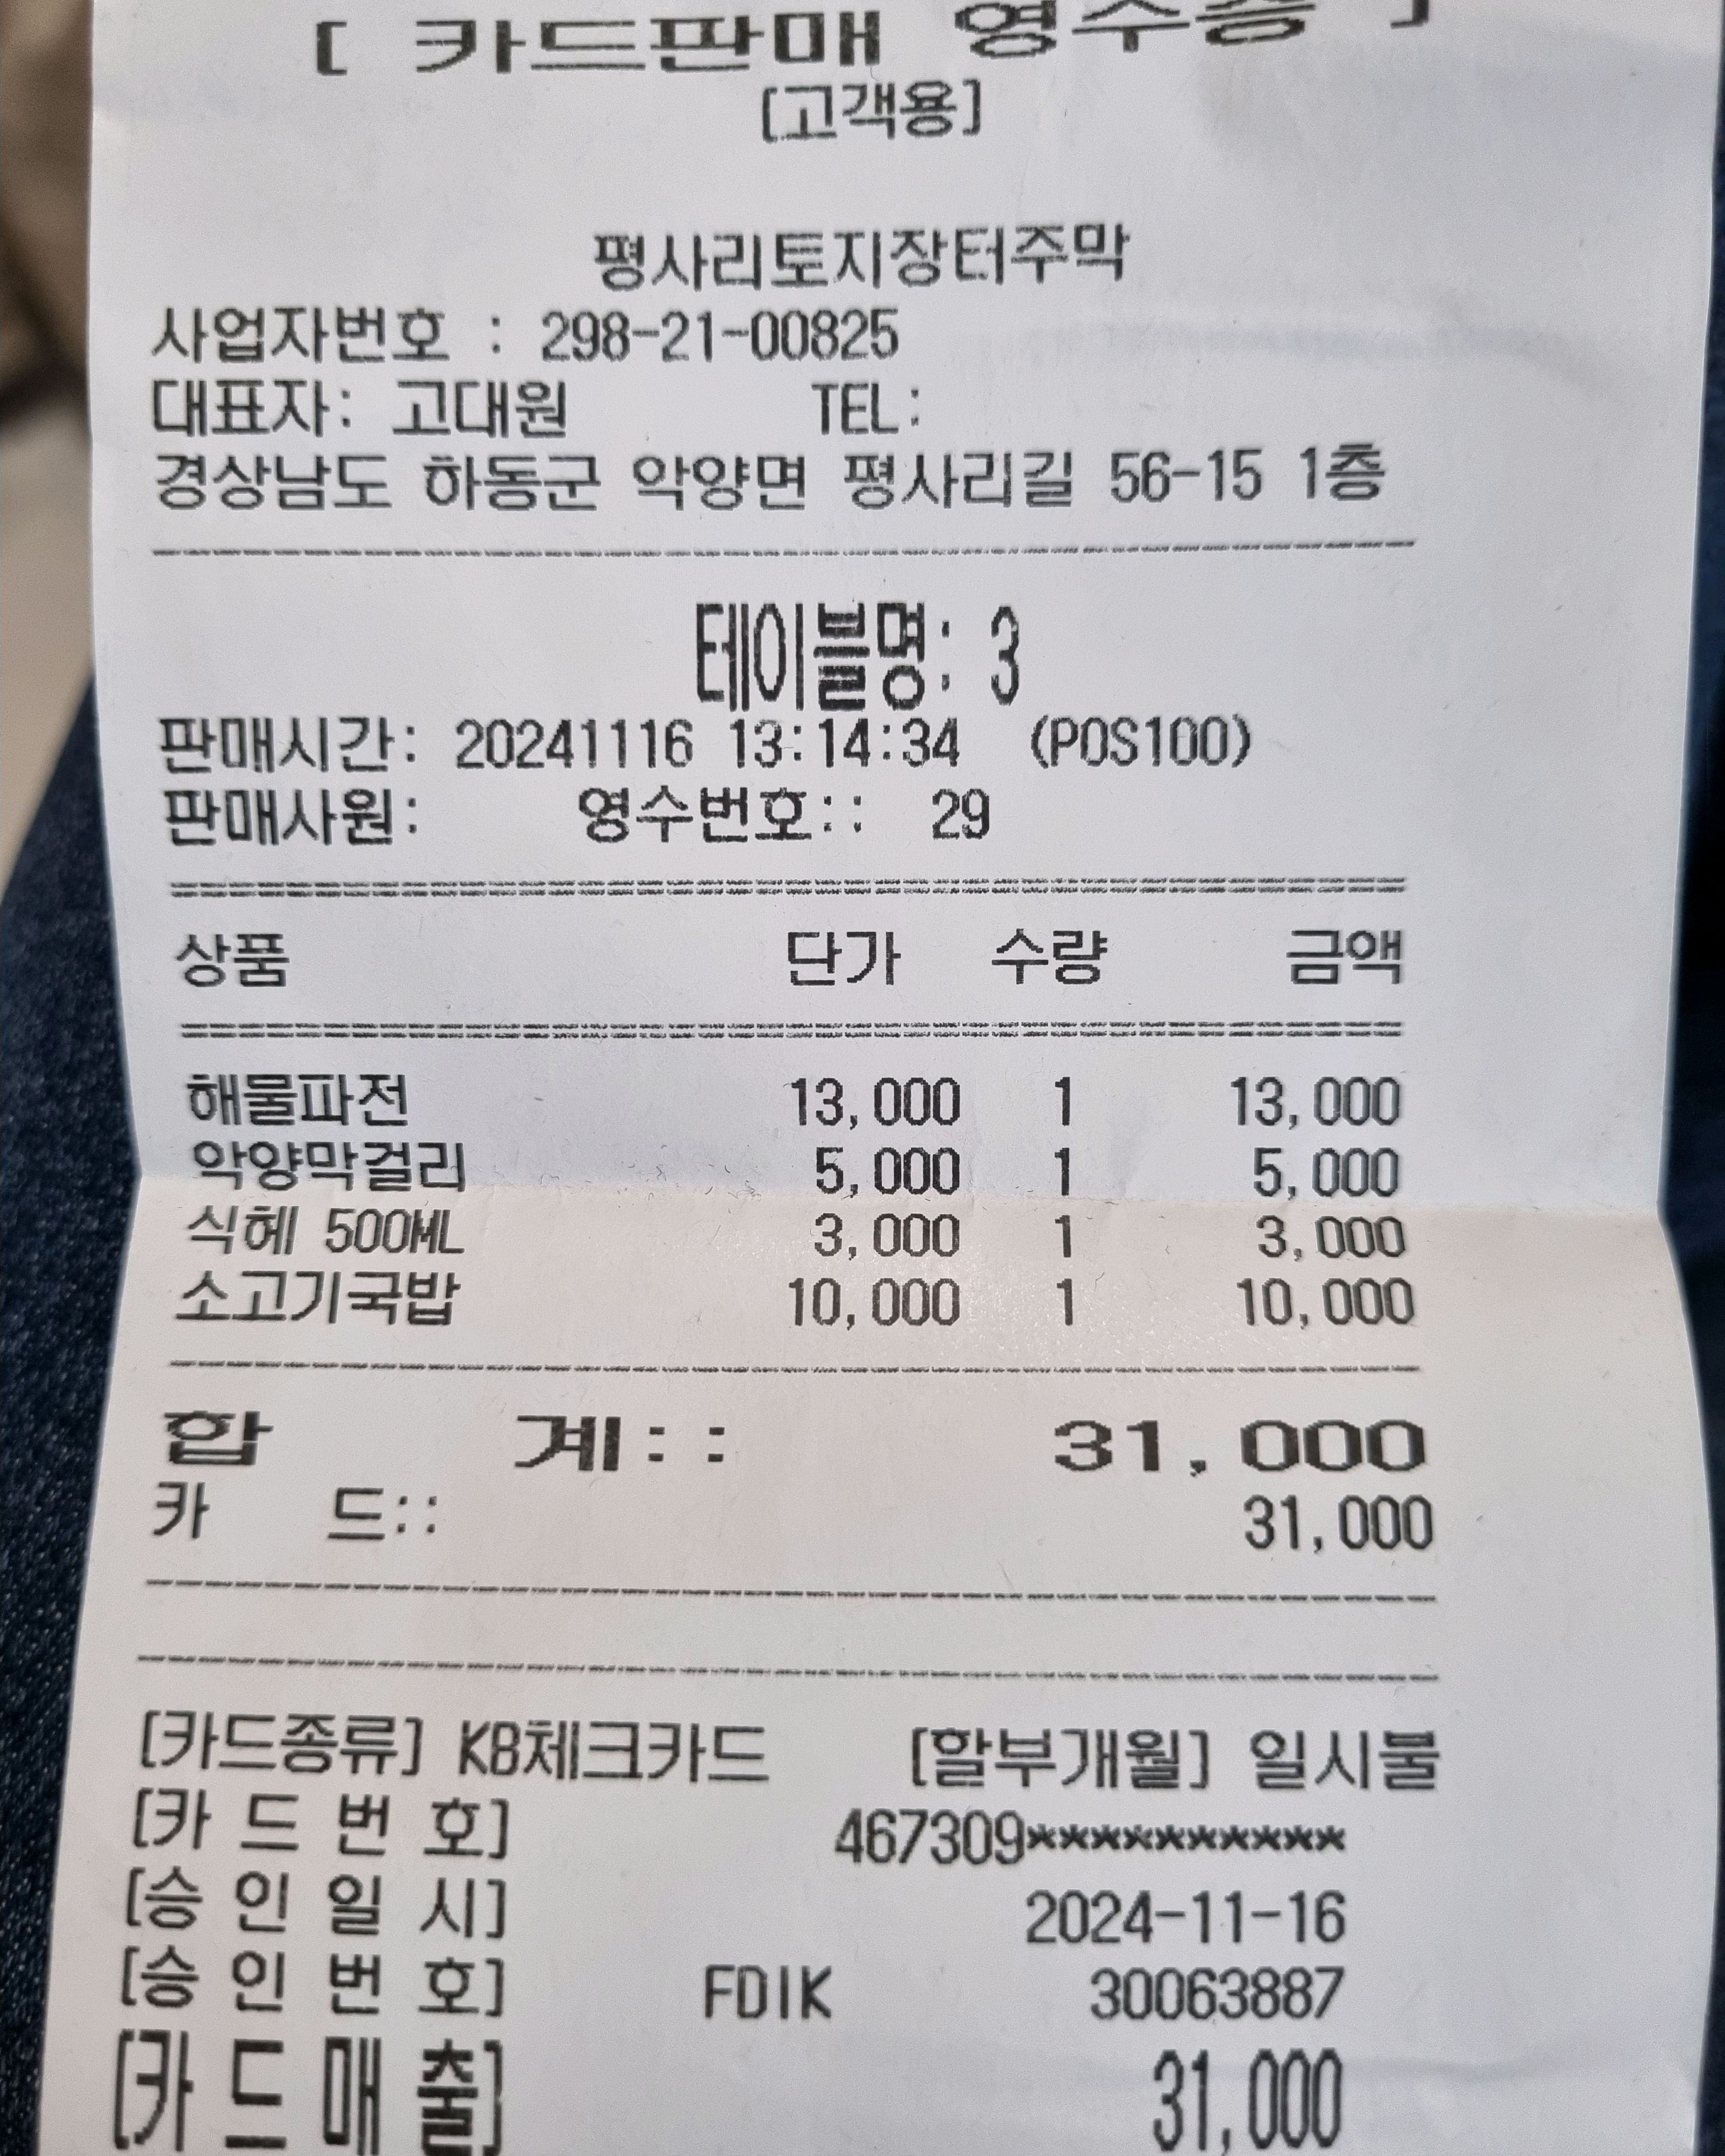 [ 카드판매 영수증 ]
[고객용]
평사리토지장터주막
사업자번호 : 298-21-00825
대표자: 고대원 TEL:
경상남도 하동군 악양면 평사리길 56-15 1층
테이블명: 3
판매시간: 20241116 13:14:34 (POS100)
판매사원: 영수번호:: 29
상품 단가 수량 금액
해물파전 13,000 1 13,000
악양막걸리 5,000 1 5,000
식혜 500ML 3,000 1 3,000
소고기국밥 10,000 1 10,000
합 계:: 31,000
카 드:: 31,000
[카드종류] KB체크카드 [할부개월] 일시불
[카 드 번 호] 467309**********
[승 인 일 시] 2024-11-16
[승 인 번 호] FDIK 30063887
[카 드 매 출] 31,000